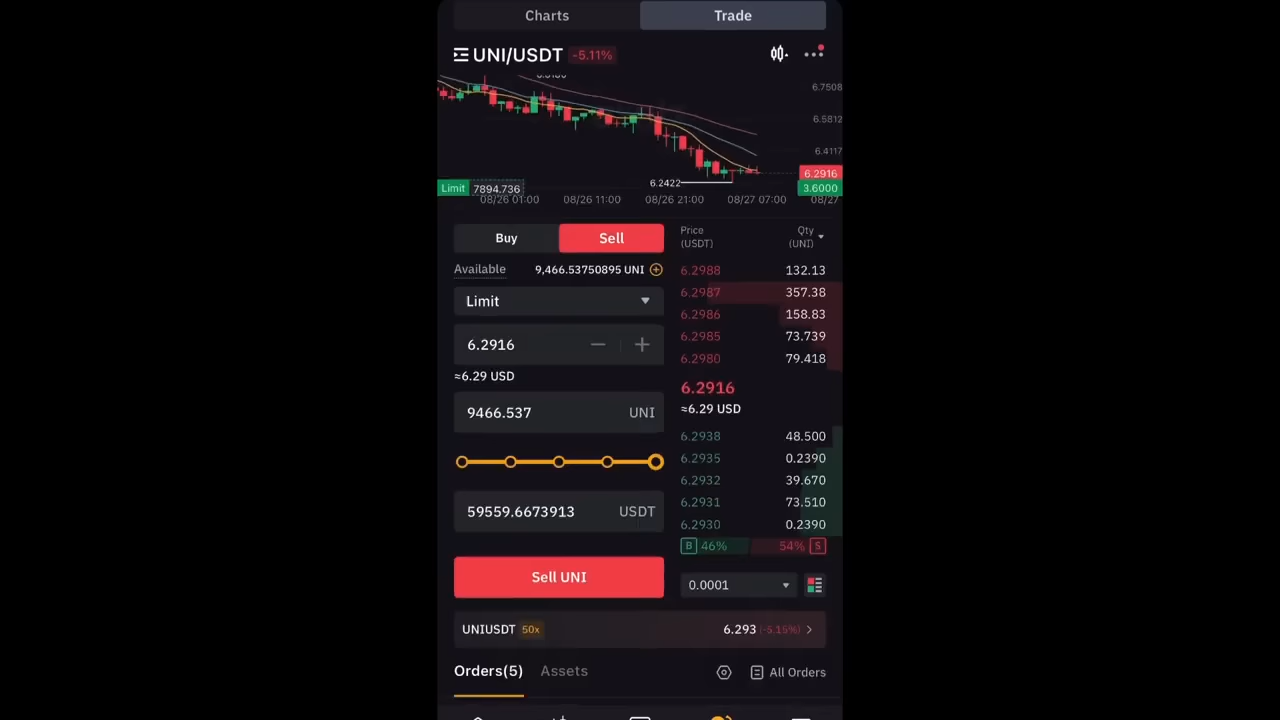 Charts Trade
UNI/USDT -5.11%
6.7508
6.5812
6.4117
6.2916
6.2422
Limit 7894.736 3.6000
08/26 01:00 08/26 11:00 08/26 21:00 08/27 07:00 08/27
Buy Sell
Available 9,466.53750895 UNI
Limit
6.2916
≈6.29 USD
9466.537 UNI
59559.6673913 USDT
Sell UNI
Price (USDT) Qty (UNI)
6.2988 132.13
6.2987 357.38
6.2986 158.83
6.2985 73.739
6.2980 79.418
6.2916
≈6.29 USD
6.2938 48.500
6.2935 0.2390
6.2932 39.670
6.2931 73.510
6.2930 0.2390
B 46% 54% S
0.0001
UNIUSDT 50x 6.293 (-5.15%)
Orders(5) Assets All Orders